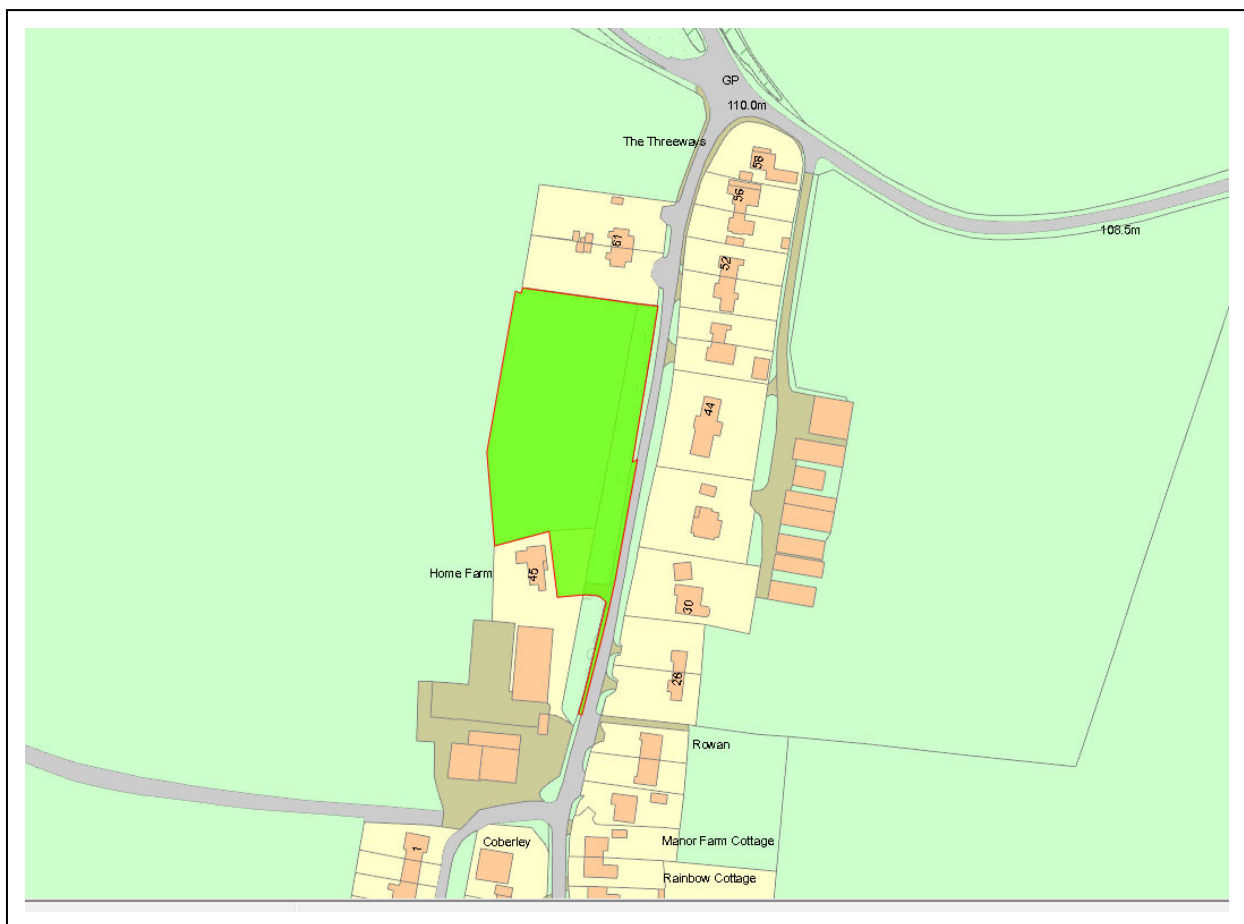 GP
110.0m
The Threeways
58
56
108.5m
61
52
44
Home Farm
45
30
26
Rowan
Coberley
1
Manor Farm Cottage
Rainbow Cottage